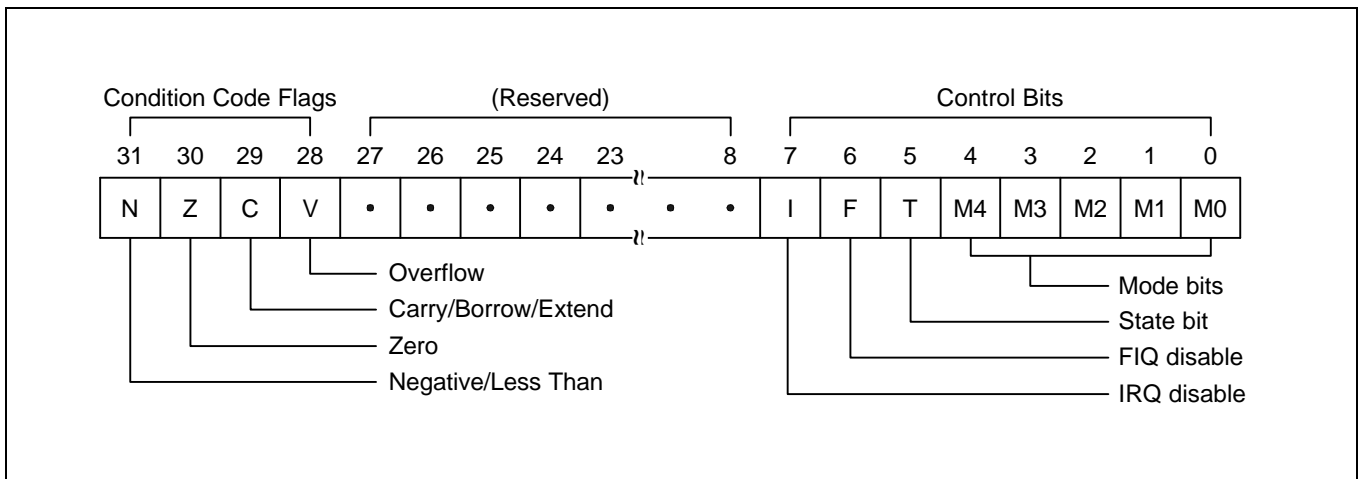 Condition Code Flags (Reserved) Control Bits
31 30 29 28 27 26 25 24 23 8 7 6 5 4 3 2 1 0
N Z C V • • • • • • • I F T M4 M3 M2 M1 M0
Overflow
Carry/Borrow/Extend
Zero
Negative/Less Than
Mode bits
State bit
FIQ disable
IRQ disable